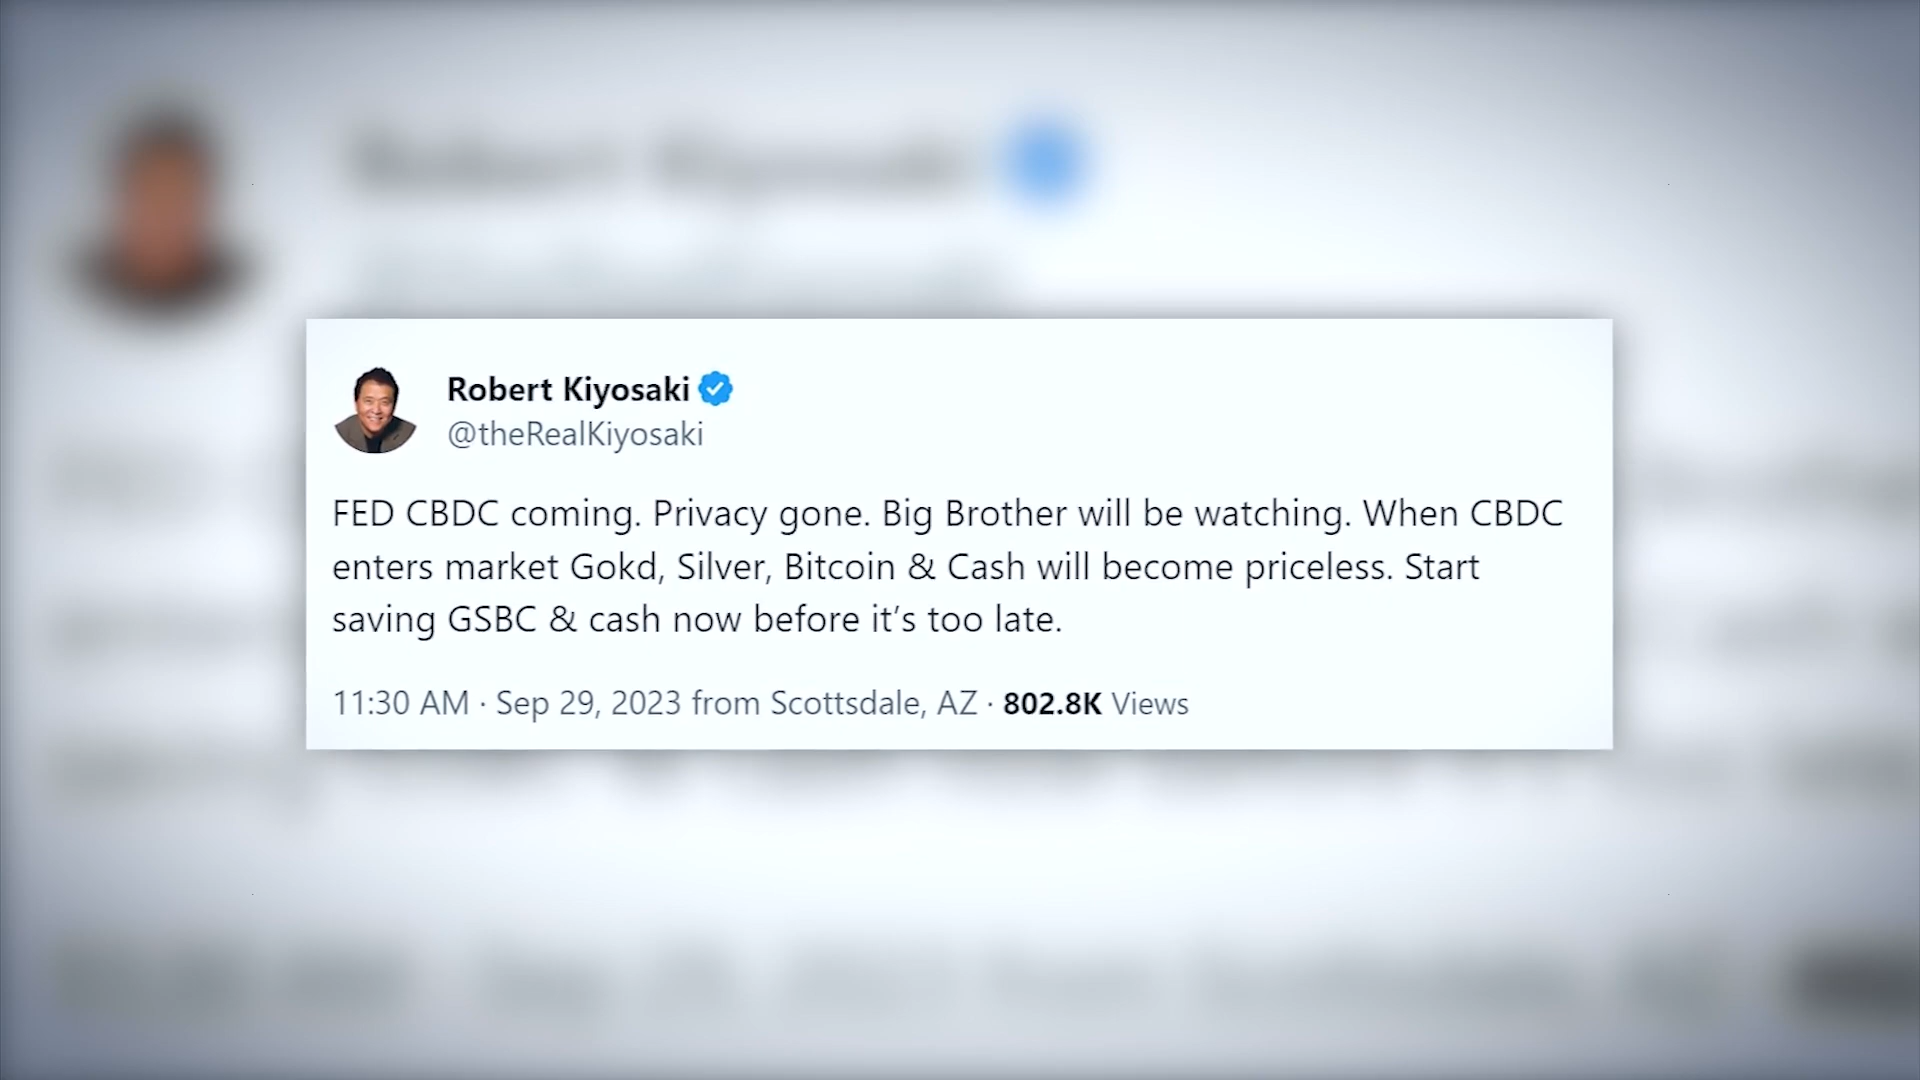 Robert Kiyosaki
@theRealKiyosaki
FED CBDC coming. Privacy gone. Big Brother will be watching. When CBDC
enters market Gokd, Silver, Bitcoin & Cash will become priceless. Start
saving GSBC & cash now before it’s too late.
11:30 AM · Sep 29, 2023 from Scottsdale, AZ · 802.8K Views